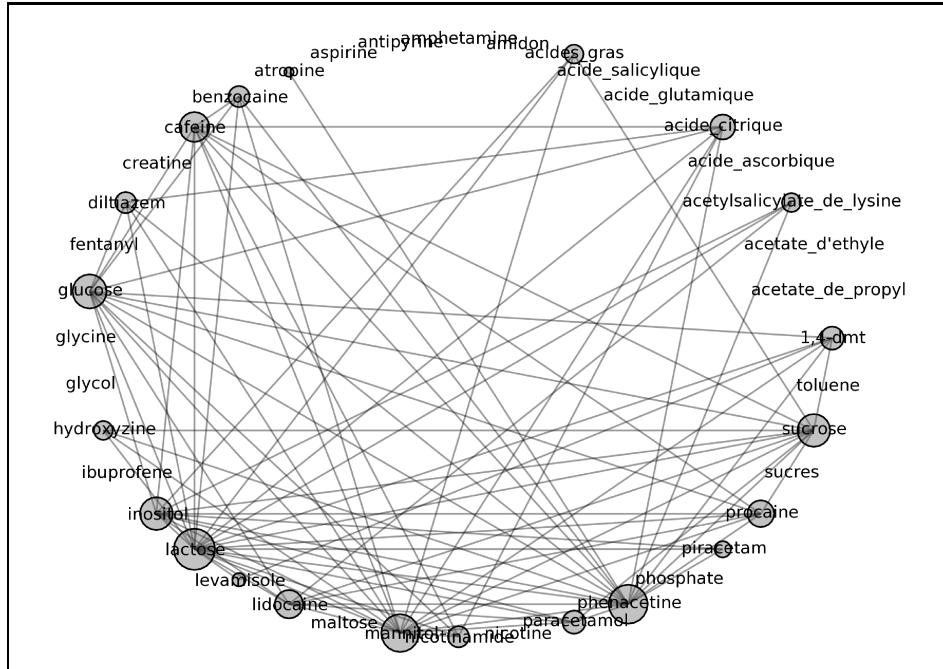 amphetamine
antipyrine
amidon
aspirine
acides_gras
atropine
acide_salicylique
benzocaine
acide_glutamique
cafeine
acide_citrique
creatine
acide_ascorbique
diltiazem
acetylsalicylate_de_lysine
fentanyl
acetate_d'ethyle
glucose
acetate_de_propyl
glycine
1,4-dmt
glycol
toluene
hydroxyzine
sucrose
ibuprofene
sucres
inositol
procaine
lactose
piracetam
levamisole
phosphate
lidocaine
phenacetine
maltose
paracetamol
mannitol
nicotinamide
nicotine